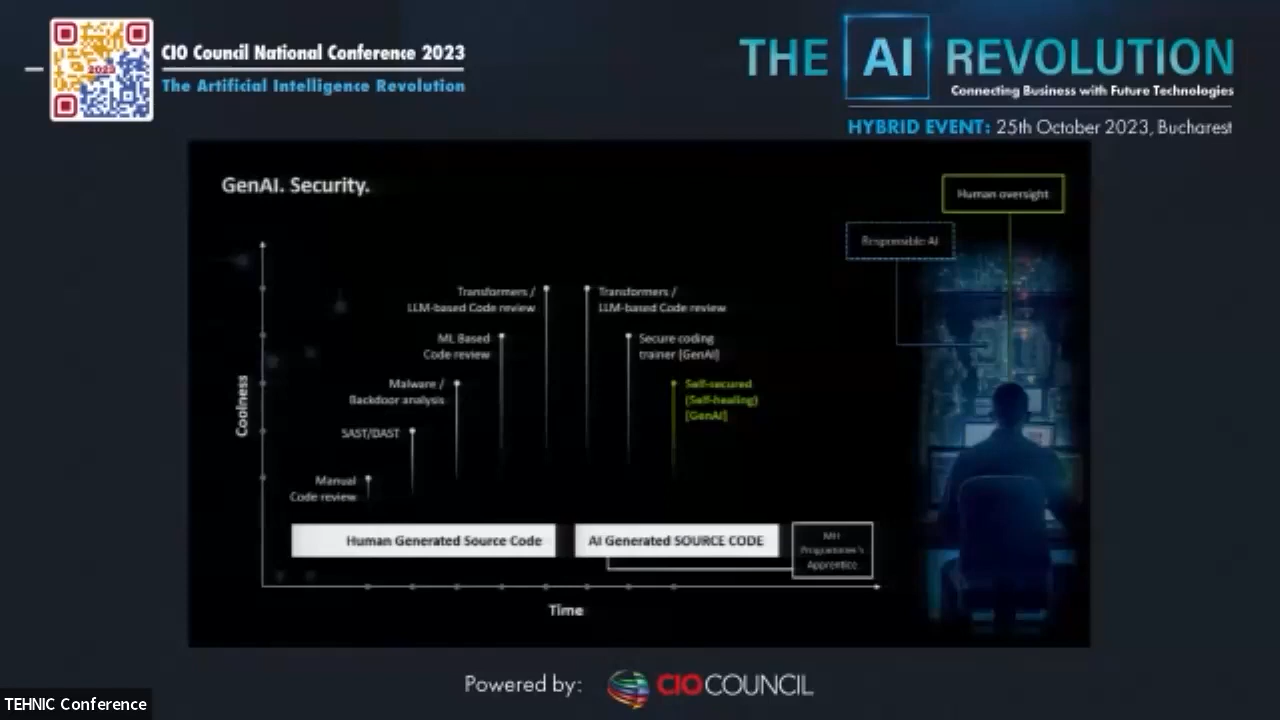 CIO Council National Conference 2023
The Artificial Intelligence Revolution
2023
THE AI REVOLUTION
Connecting Business with Future Technologies
HYBRID EVENT: 25th October 2023, Bucharest
GenAI. Security.
Human oversight
Responsible AI
Transformers /
LLM-based Code review
Transformers /
LLM-based Code review
ML Based
Code review
Secure coding
trainer [GenAI]
Malware /
Backdoor analysis
Self-secured
(Self-healing)
[GenAI]
SAST/DAST
Manual
Code review
Coolness
Human Generated Source Code
AI Generated SOURCE CODE
MIT
Programmer's
Apprentice
Time
Powered by: CIO COUNCIL
TEHNIC Conference